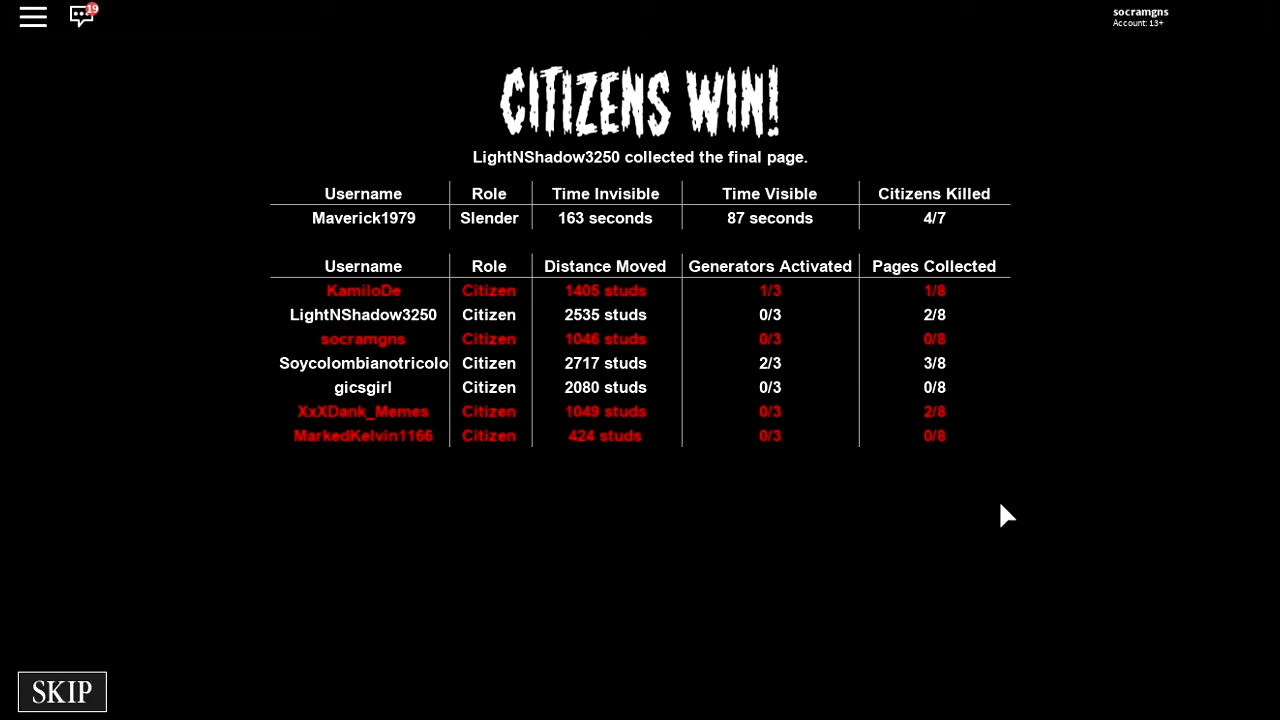 19
socramgns
Account: 13+
CITIZENS WIN!
LightNShadow3250 collected the final page.
Username Role Time Invisible Time Visible Citizens Killed
Maverick1979 Slender 163 seconds 87 seconds 4/7
Username Role Distance Moved Generators Activated Pages Collected
KamiloDe Citizen 1405 studs 1/3 1/8
LightNShadow3250 Citizen 2535 studs 0/3 2/8
socramgns Citizen 1046 studs 0/3 0/8
Soycolombianotricolo Citizen 2717 studs 2/3 3/8
gicsgirl Citizen 2080 studs 0/3 0/8
XxXDank_Memes Citizen 1049 studs 0/3 2/8
MarkedKelvin1166 Citizen 424 studs 0/3 0/8
SKIP